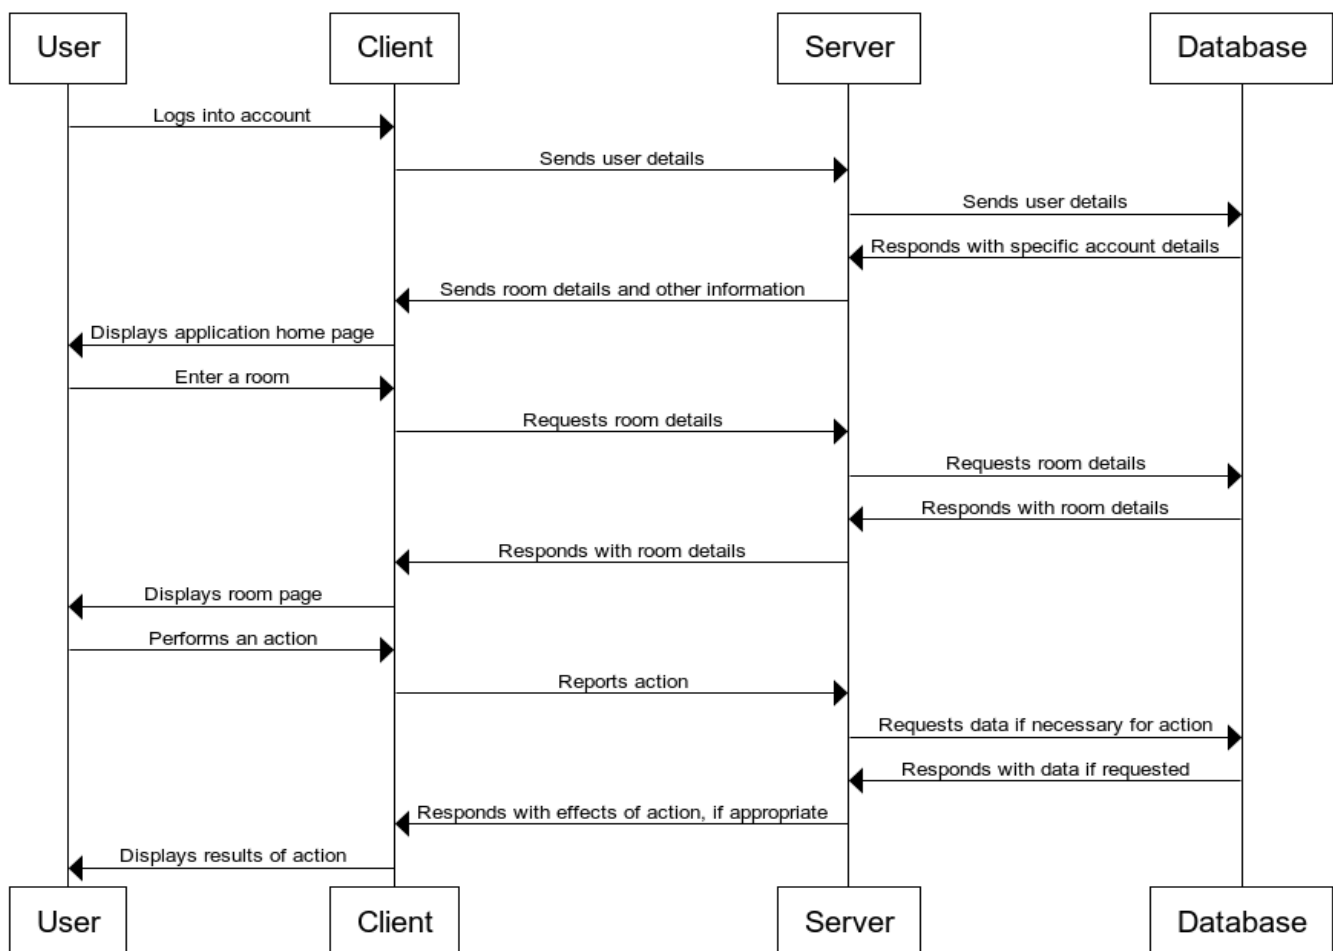 User
Client
Server
Database
Logs into account
Sends user details
Sends user details
Responds with specific account details
Sends room details and other information
Displays application home page
Enter a room
Requests room details
Requests room details
Responds with room details
Responds with room details
Displays room page
Performs an action
Reports action
Requests data if necessary for action
Responds with data if requested
Responds with effects of action, if appropriate
Displays results of action
User
Client
Server
Database